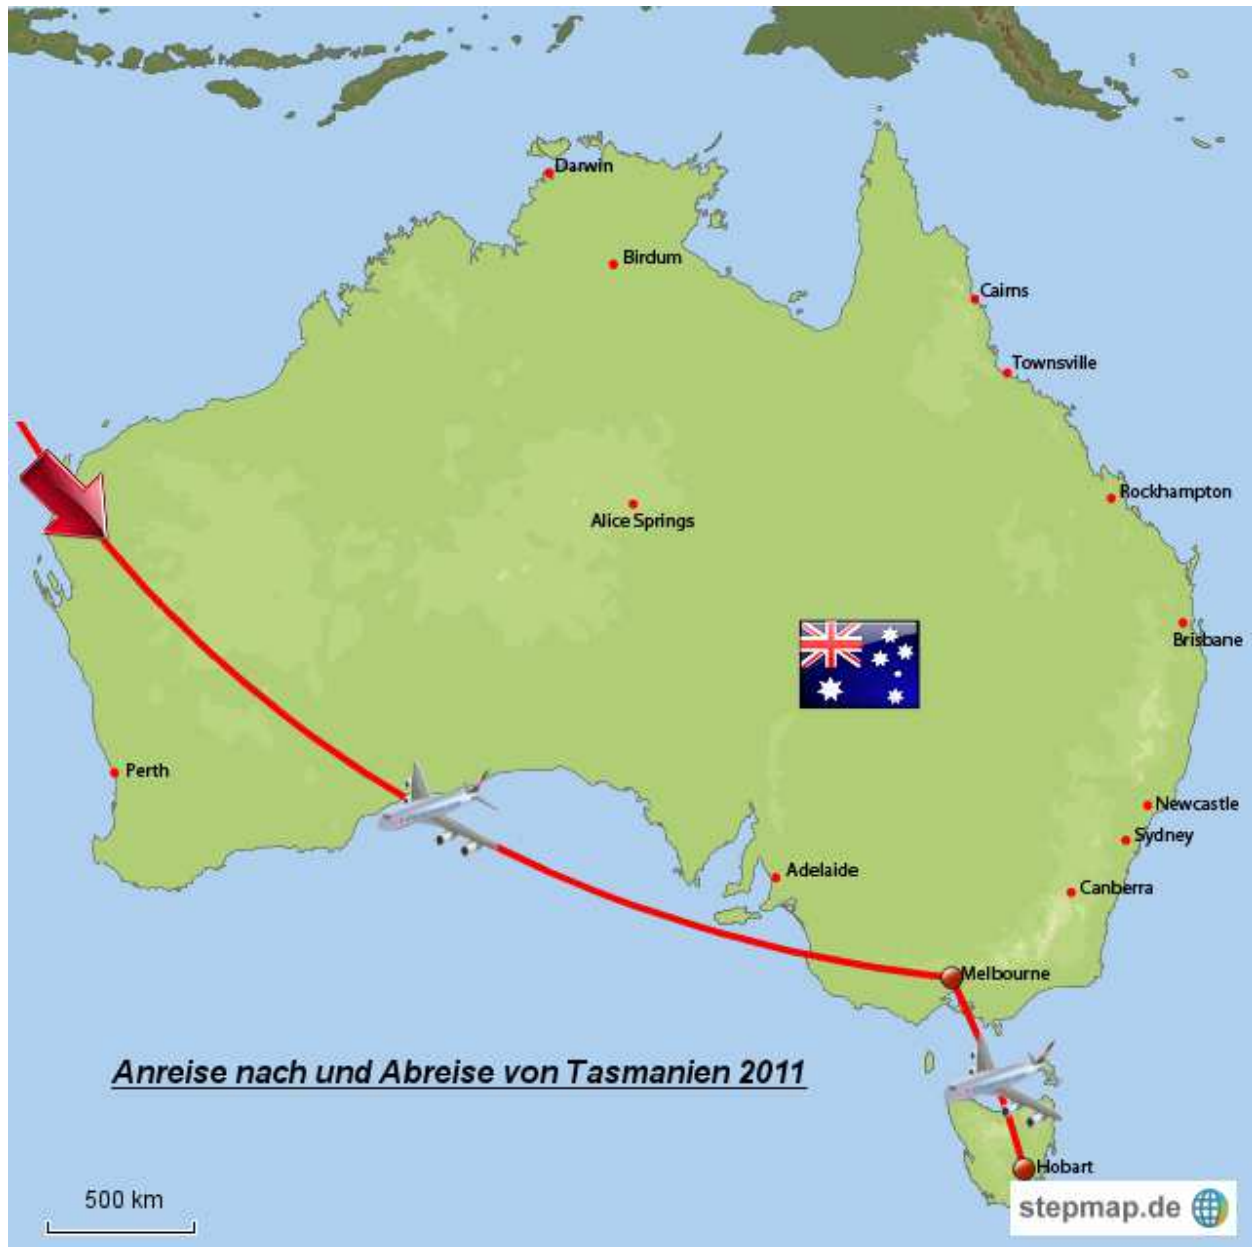 Darwin
Birdum
Cairns
Townsville
Rockhampton
Alice Springs
Brisbane
Perth
Newcastle
Sydney
Adelaide
Canberra
Melbourne
Anreise nach und Abreise von Tasmanien 2011
Hobart
500 km
stepmap.de